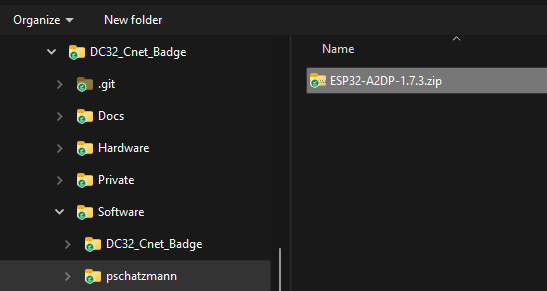 Organize New folder
DC32_Cnet_Badge
.git
Docs
Hardware
Private
Software
DC32_Cnet_Badge
pschatzmann
Name
ESP32-A2DP-1.7.3.zip